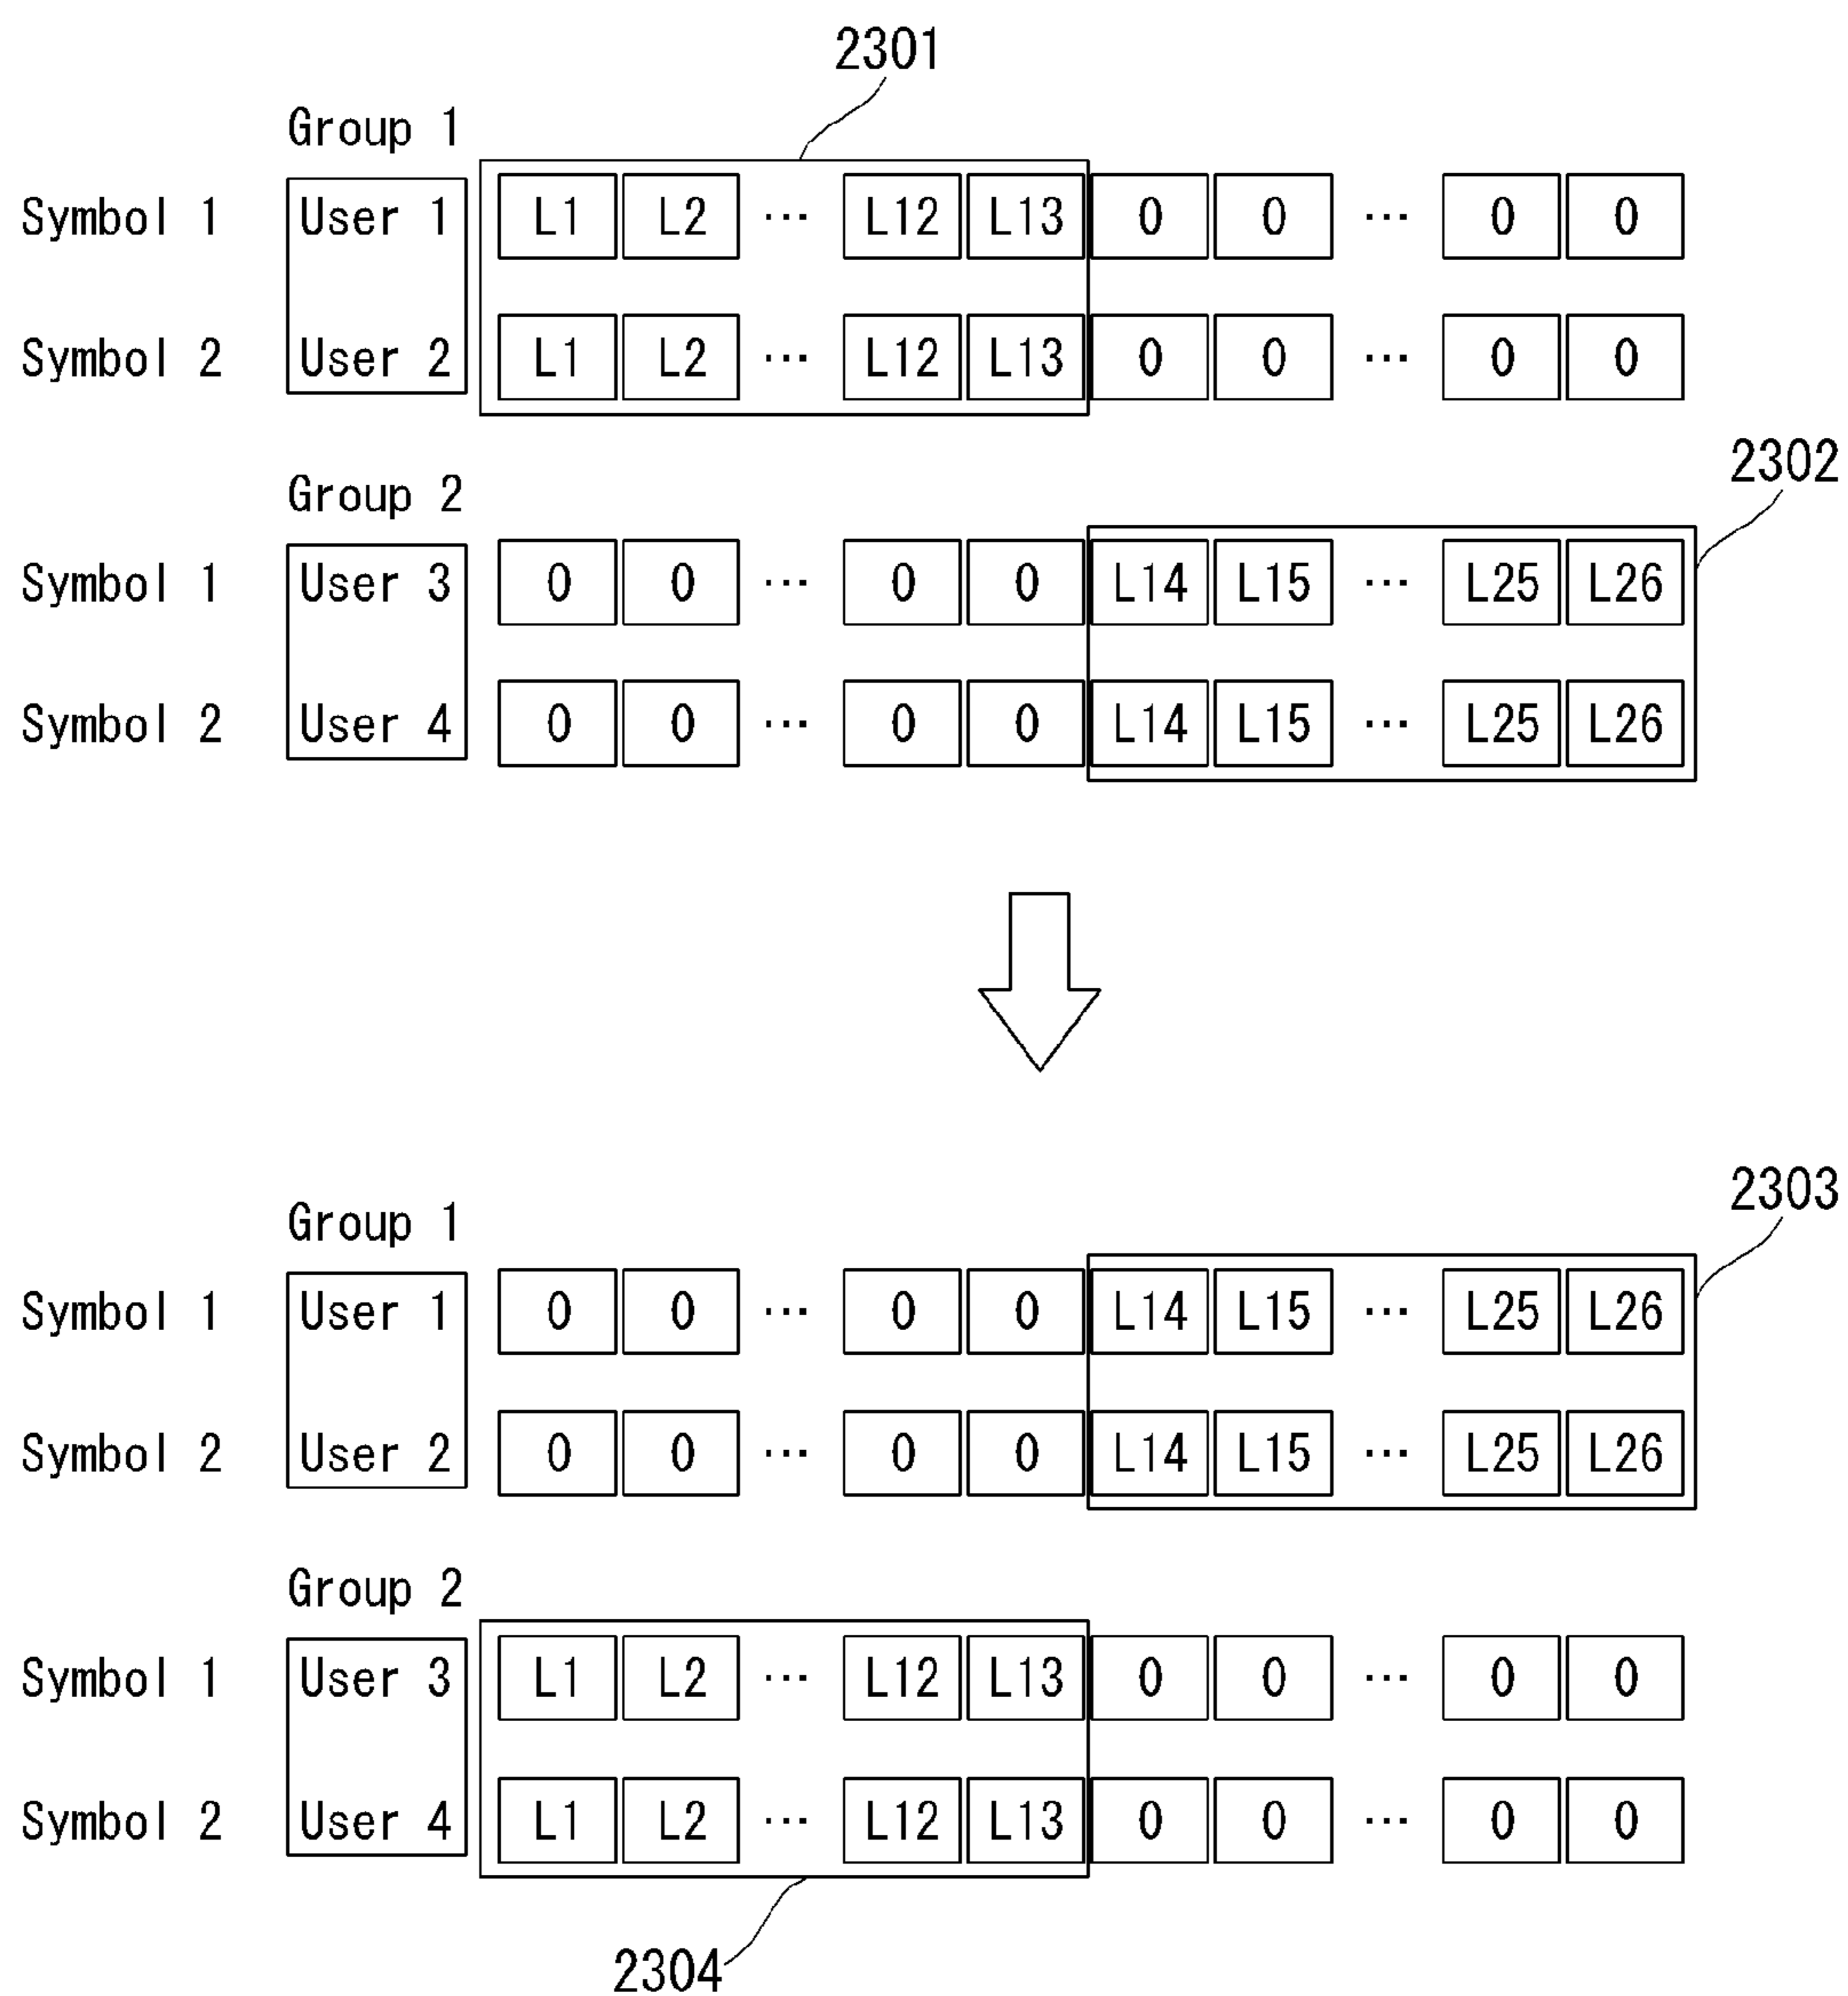 2301
Group 1
Symbol 1 User 1 L1 L2 ... L12 L13 0 0 ... 0 0
Symbol 2 User 2 L1 L2 ... L12 L13 0 0 ... 0 0
2302
Group 2
Symbol 1 User 3 0 0 ... 0 0 L14 L15 ... L25 L26
Symbol 2 User 4 0 0 ... 0 0 L14 L15 ... L25 L26
2303
Group 1
Symbol 1 User 1 0 0 ... 0 0 L14 L15 ... L25 L26
Symbol 2 User 2 0 0 ... 0 0 L14 L15 ... L25 L26
Group 2
Symbol 1 User 3 L1 L2 ... L12 L13 0 0 ... 0 0
Symbol 2 User 4 L1 L2 ... L12 L13 0 0 ... 0 0
2304